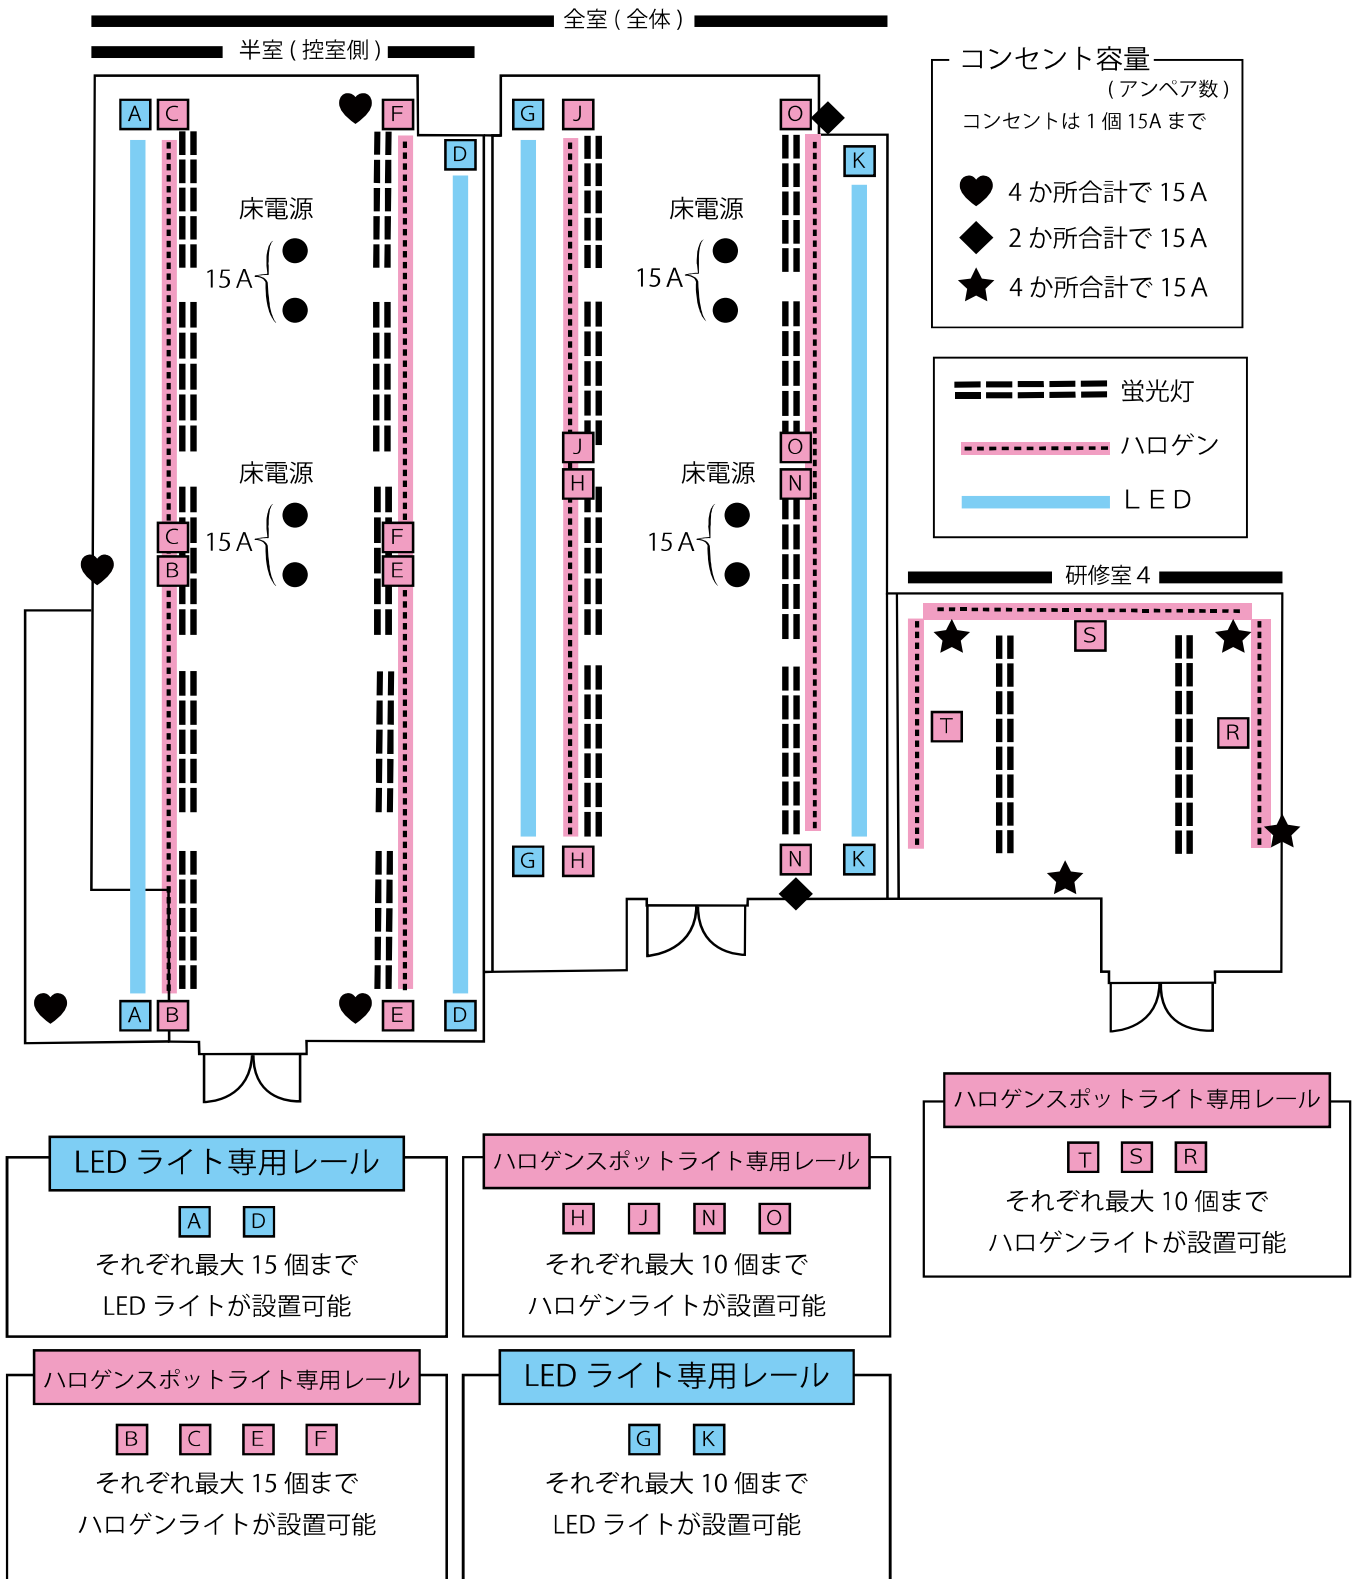 全室(全体)
半室(控室側)
A
C
F
D
G
J
O
K
床電源
15A
床電源
15A
床電源
15A
床電源
15A
C
B
F
E
J
H
O
N
A
B
E
D
G
H
N
K
コンセント容量
(アンペア数)
コンセントは1個15Aまで
4か所合計で15A
2か所合計で15A
4か所合計で15A
蛍光灯
ハロゲン
LED
研修室4
S
T
R
LEDライト専用レール
A D
それぞれ最大15個まで
LEDライトが設置可能
ハロゲンスポットライト専用レール
H J N O
それぞれ最大10個まで
ハロゲンライトが設置可能
ハロゲンスポットライト専用レール
T S R
それぞれ最大10個まで
ハロゲンライトが設置可能
ハロゲンスポットライト専用レール
B C E F
それぞれ最大15個まで
ハロゲンライトが設置可能
LEDライト専用レール
G K
それぞれ最大10個まで
LEDライトが設置可能